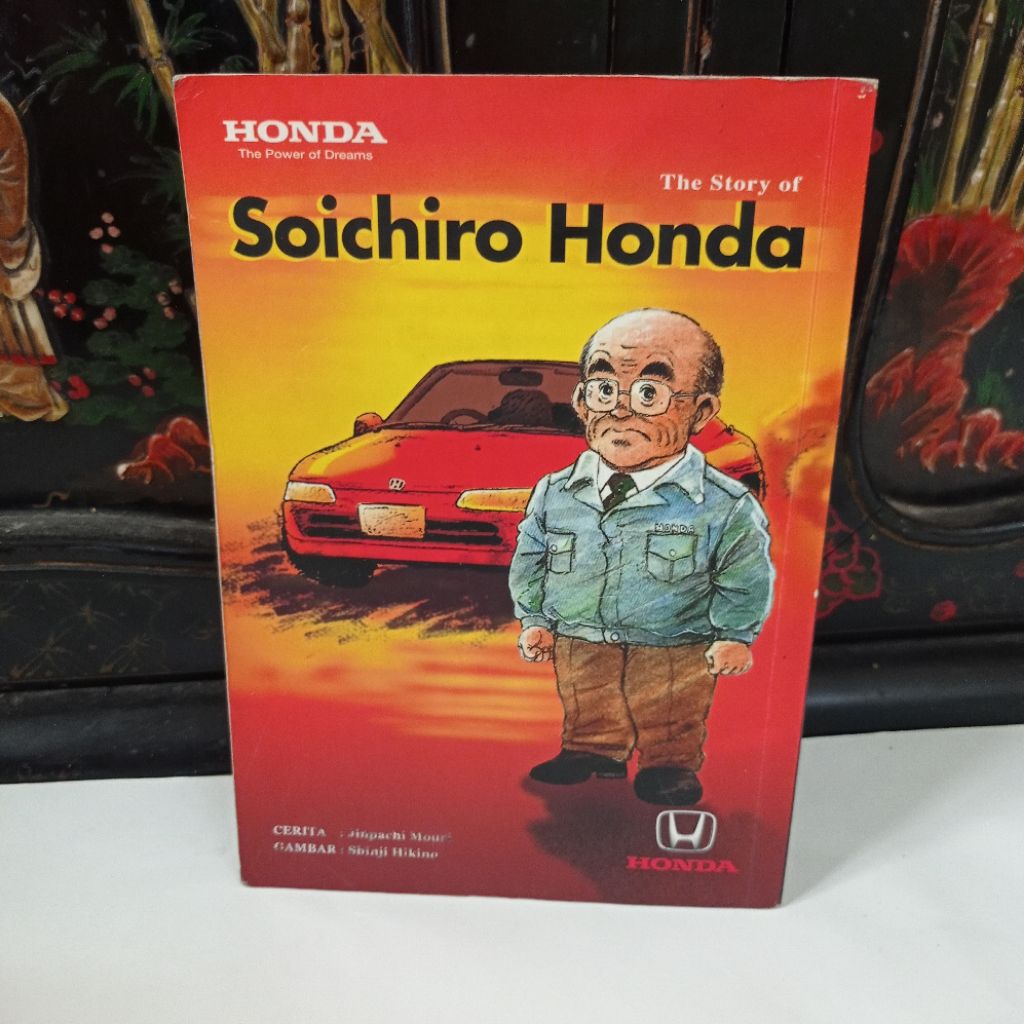 HONDA
The Power of Dreams
The Story of
Soichiro Honda
HONDA
CERITA : Jinpachi Mouri
GAMBAR : Shinji Hikino
HONDA